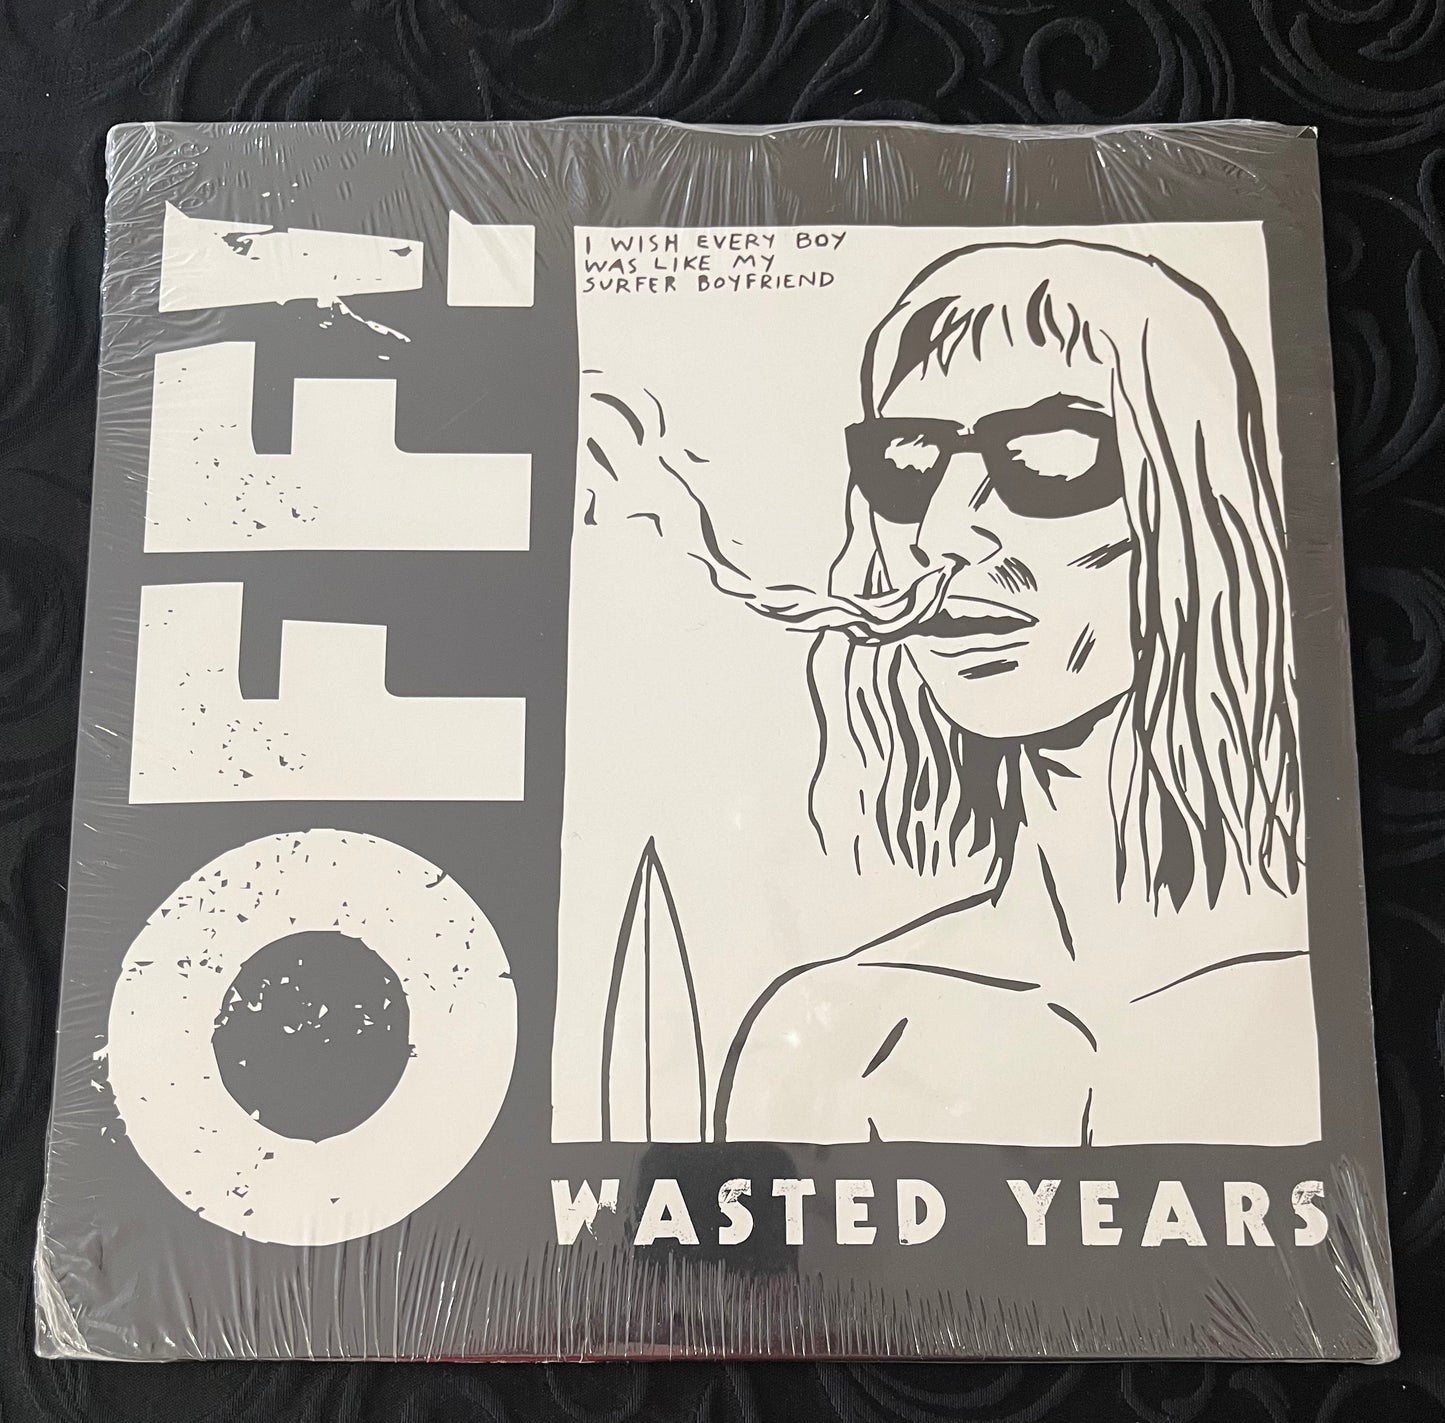 OFF!
I WISH EVERY BOY
WAS LIKE MY
SURFER BOYFRIEND
WASTED YEARS